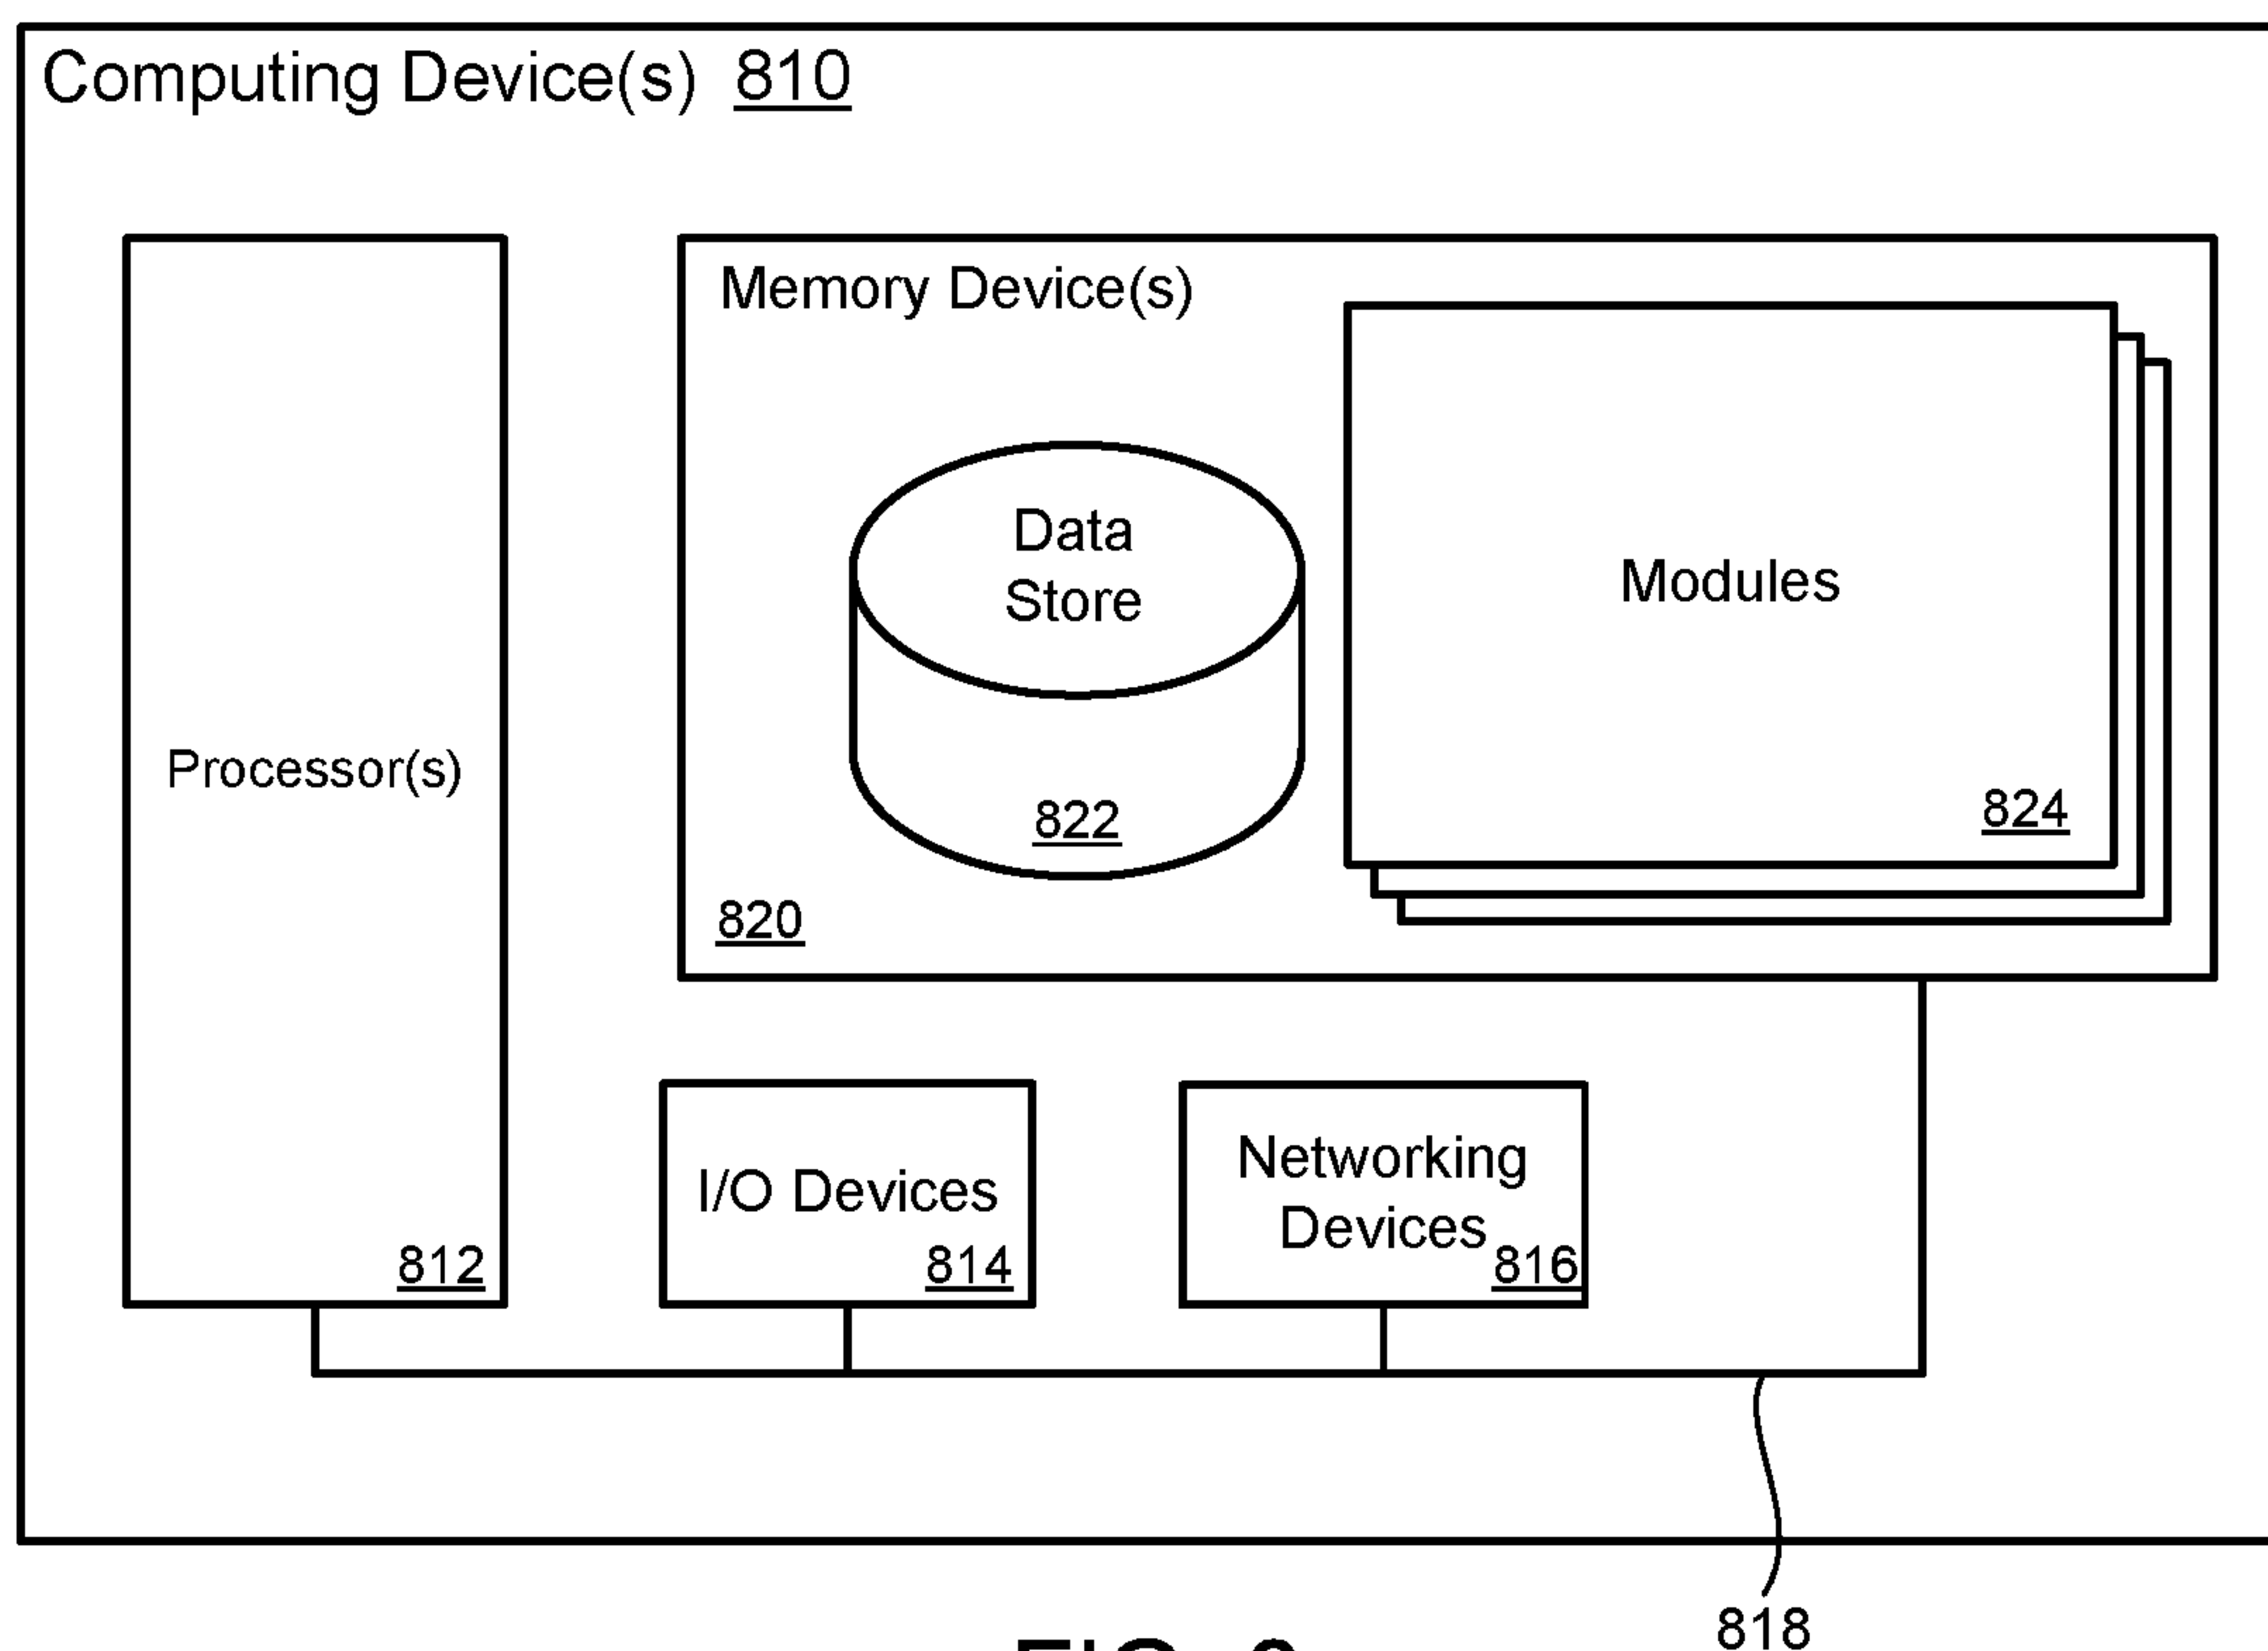 Computing Device(s) 810
Memory Device(s)
Data
Store
Modules
Processor(s)
824
822
820
Networking
I/O Devices
Devices
812
814
816
818
FIG.